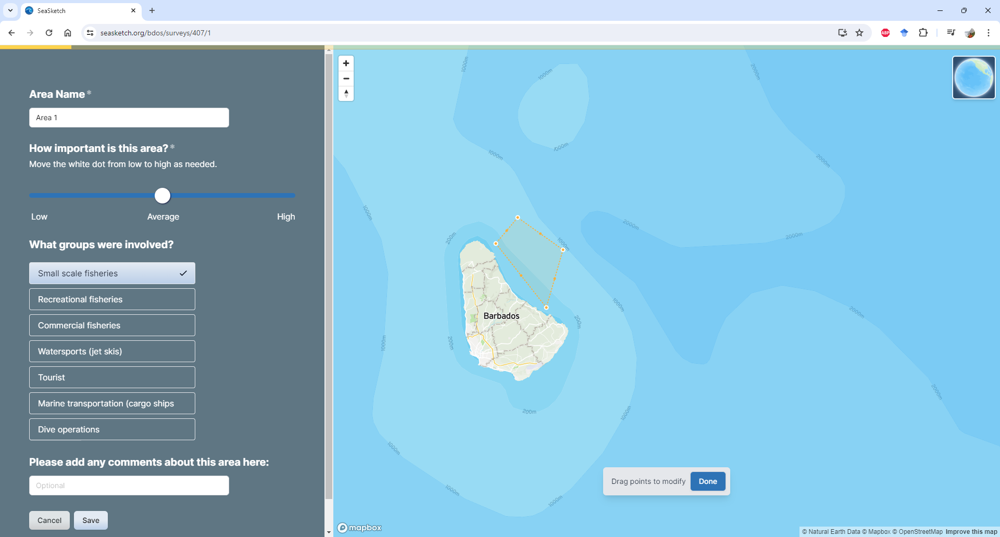 SeaSketch
seasketch.org/bdos/surveys/407/1
ABP
Area Name *
Area 1
How important is this area? *
Move the white dot from low to high as needed.
Low Average High
What groups were involved?
Small scale fisheries
Recreational fisheries
Commercial fisheries
Watersports (jet skis)
Tourist
Marine transportation (cargo ships
Dive operations
Please add any comments about this area here:
Optional
Cancel Save
1000m
1000m
2000m
1000m
1000m
2000m
1000m
2000m
2000m
200m
1000m
1000m
2000m
Barbados
200m
200m
1000m
2000m
200m
1000m
1000m
1000m
1000m
Drag points to modify Done
mapbox
© Natural Earth Data © Mapbox © OpenStreetMap Improve this map